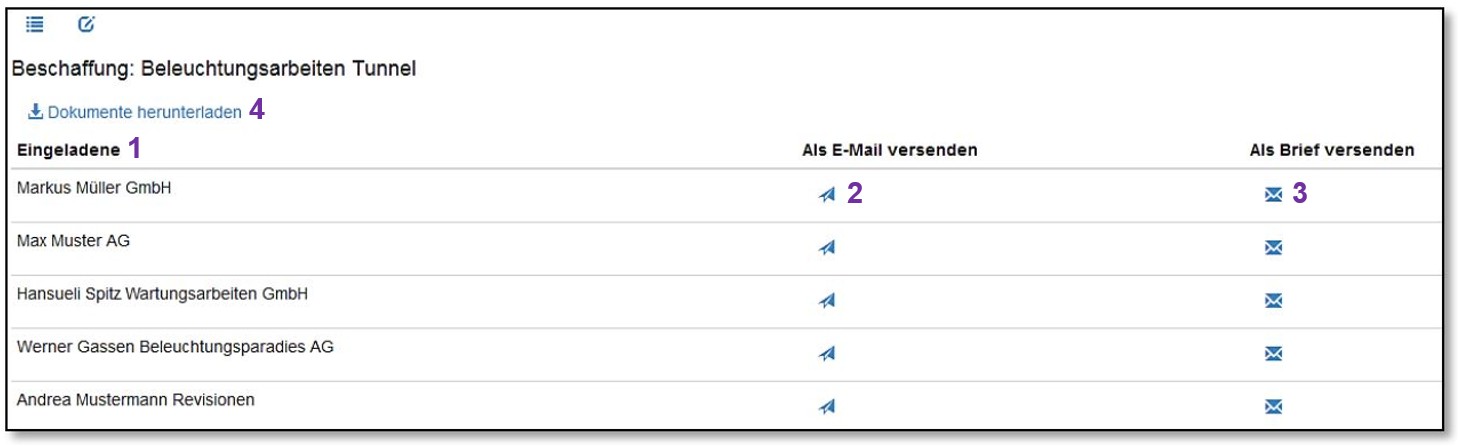 Beschaffung: Beleuchtungsarbeiten Tunnel
Dokumente herunterladen 4
Eingeladene 1 Als E-Mail versenden Als Brief versenden
Markus Müller GmbH 2 3
Max Muster AG
Hansueli Spitz Wartungsarbeiten GmbH
Werner Gassen Beleuchtungsparadies AG
Andrea Mustermann Revisionen